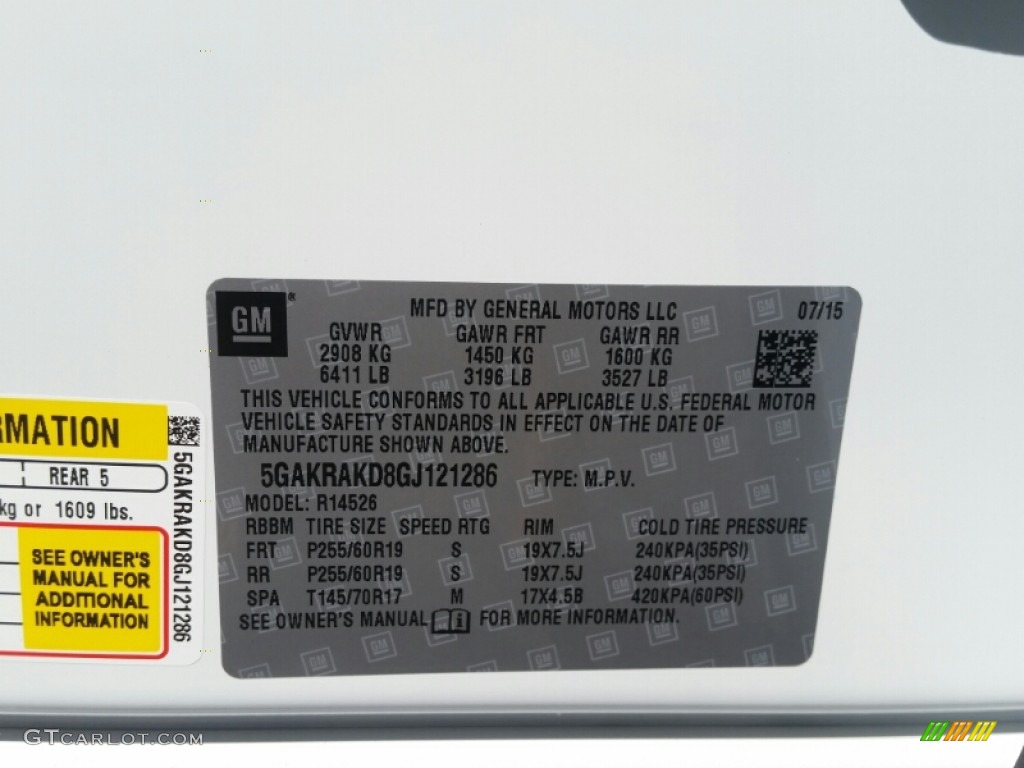 GM
®
MFD BY GENERAL MOTORS LLC 07/15
GVWR GAWR FRT GAWR RR
2908 KG 1450 KG 1600 KG
6411 LB 3196 LB 3527 LB
THIS VEHICLE CONFORMS TO ALL APPLICABLE U.S. FEDERAL MOTOR
VEHICLE SAFETY STANDARDS IN EFFECT ON THE DATE OF
MANUFACTURE SHOWN ABOVE.
5GAKRAKD8GJ121286 TYPE: M.P.V.
MODEL: R14526
RBBM TIRE SIZE SPEED RTG RIM COLD TIRE PRESSURE
FRT P255/60R19 S 19X7.5J 240KPA(35PSI)
RR P255/60R19 S 19X7.5J 240KPA(35PSI)
SPA T145/70R17 M 17X4.5B 420KPA(60PSI)
SEE OWNER'S MANUAL FOR MORE INFORMATION.
RMATION
REAR 5
kg or 1609 lbs.
SEE OWNER'S
MANUAL FOR
ADDITIONAL
INFORMATION
5GAKRAKD8GJ121286
GTCARLOT.COM